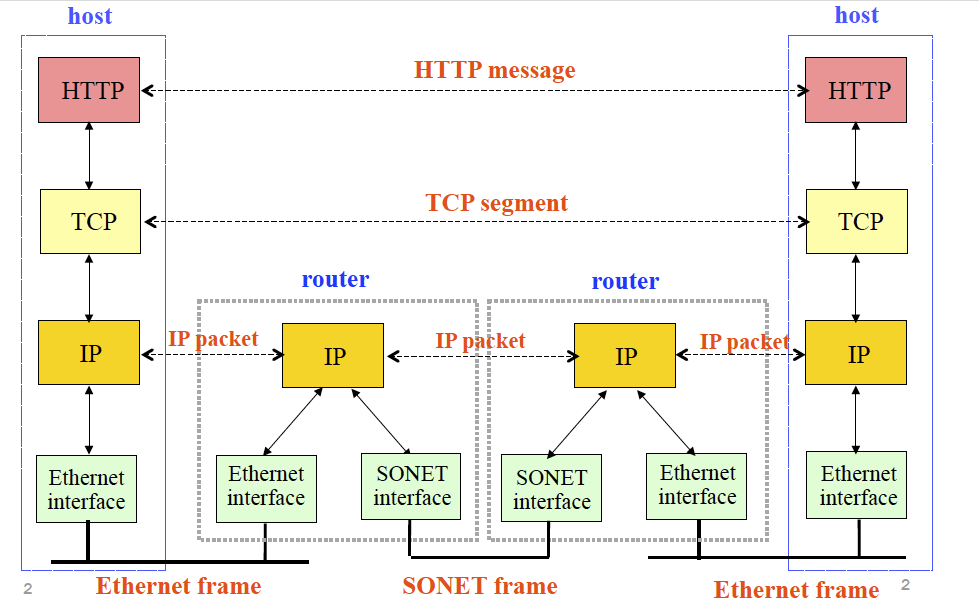 host
host
HTTP
HTTP message
HTTP
TCP
TCP segment
TCP
router
router
IP
IP packet
IP
IP packet
IP
IP packet
IP
Ethernet
interface
Ethernet
interface
SONET
interface
SONET
interface
Ethernet
interface
Ethernet
interface
2
Ethernet frame
SONET frame
Ethernet frame
2